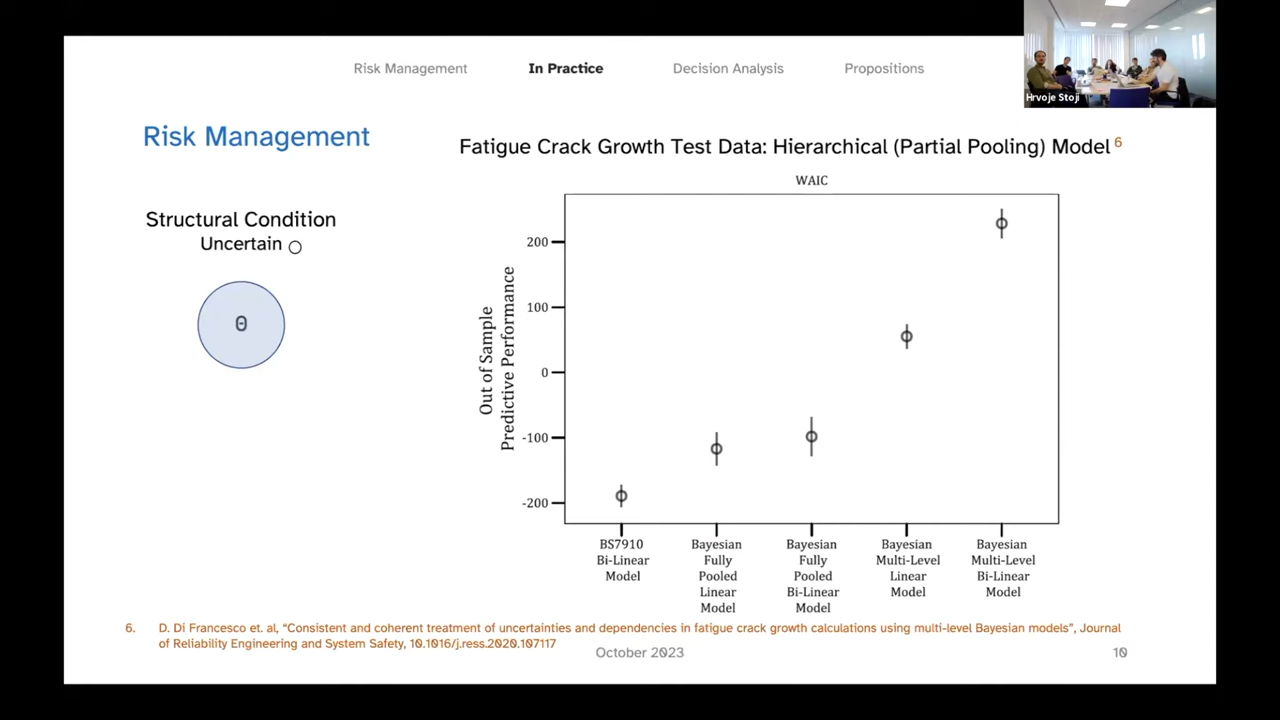 Risk Management In Practice Decision Analysis Propositions
Hrvoje Stoji
Risk Management
Fatigue Crack Growth Test Data: Hierarchical (Partial Pooling) Model 6
Structural Condition
Uncertain
θ
WAIC
Out of Sample
Predictive Performance
200
100
0
-100
-200
BS7910
Bi-Linear
Model
Bayesian
Fully
Pooled
Linear
Model
Bayesian
Fully
Pooled
Bi-Linear
Model
Bayesian
Multi-Level
Linear
Model
Bayesian
Multi-Level
Bi-Linear
Model
6. D. Di Francesco et. al, “Consistent and coherent treatment of uncertainties and dependencies in fatigue crack growth calculations using multi-level Bayesian models”, Journal
of Reliability Engineering and System Safety, 10.1016/j.ress.2020.107117
October 2023
10